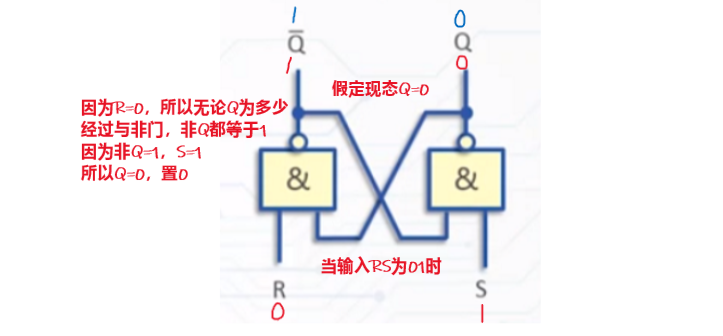 1 0
Q̅ Q
1 0
假定现态Q=0
因为R=0，所以无论Q为多少
经过与非门，非Q都等于1
因为非Q=1，S=1
所以Q=0，置0
& &
当输入RS为01时
R S
0 1